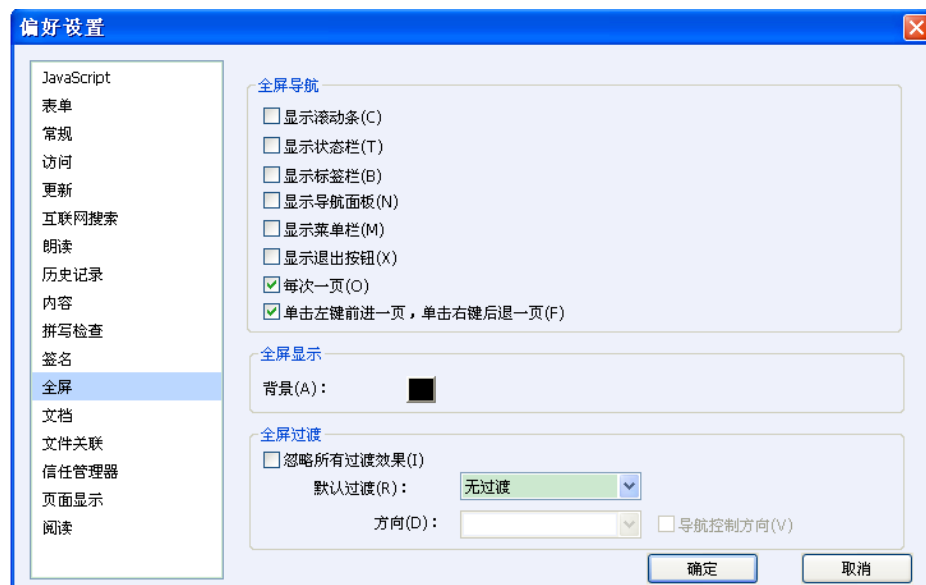 偏好设置
JavaScript
表单
常规
访问
更新
互联网搜索
朗读
历史记录
内容
拼写检查
签名
全屏
文档
文件关联
信任管理器
页面显示
阅读
全屏导航
显示滚动条(C)
显示状态栏(T)
显示标签栏(B)
显示导航面板(N)
显示菜单栏(M)
显示退出按钮(X)
每次一页(O)
单击左键前进一页，单击右键后退一页(F)
全屏显示
背景(A)：
全屏过渡
忽略所有过渡效果(I)
默认过渡(R)： 无过渡
方向(D)： 导航控制方向(V)
确定 取消